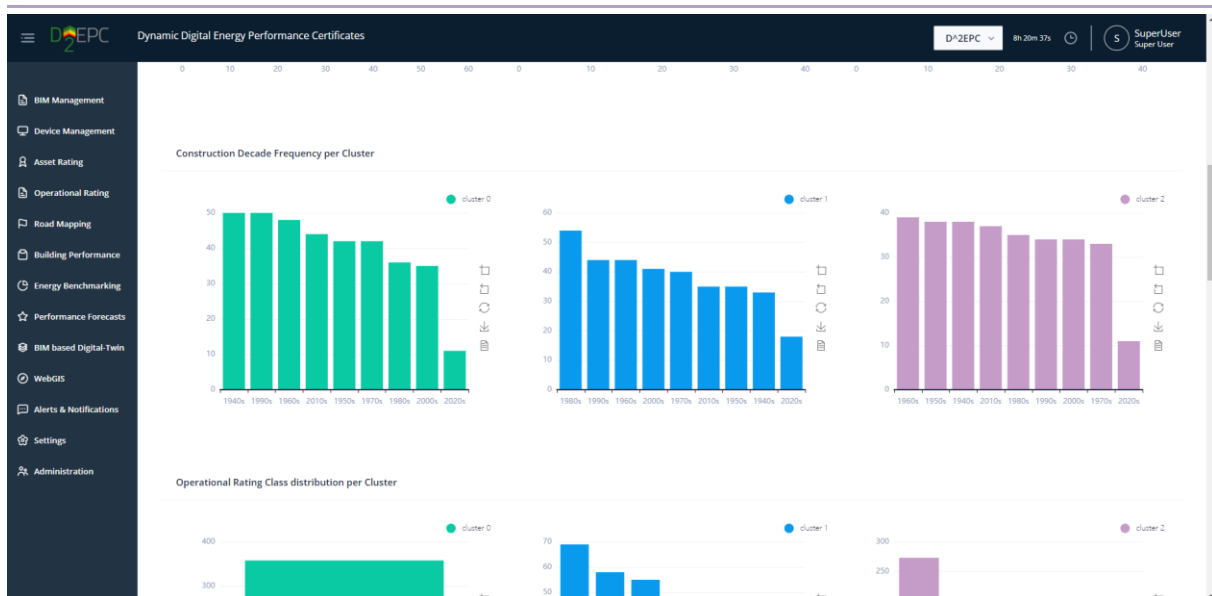 D2EPC Dynamic Digital Energy Performance Certificates D^2EPC 8h 20m 37s S SuperUser
Super User
0 10 20 30 40 50 60 0 10 20 30 40 0 10 20 30 40
BIM Management
Device Management
Asset Rating
Operational Rating
Road Mapping
Building Performance
Energy Benchmarking
Performance Forecasts
BIM based Digital-Twin
WebGIS
Alerts & Notifications
Settings
Administration
Construction Decade Frequency per Cluster
cluster 0
50
40
30
20
10
0
1940s 1990s 1960s 2010s 1950s 1970s 1980s 2000s 2020s
cluster 1
60
50
40
30
20
10
0
1980s 1990s 1960s 2000s 1970s 2010s 1950s 1940s 2020s
cluster 2
40
30
20
10
0
1960s 1950s 1940s 2010s 1980s 1990s 2000s 1970s 2020s
Operational Rating Class distribution per Cluster
cluster 0
400
300
cluster 1
70
60
50
cluster 2
300
250